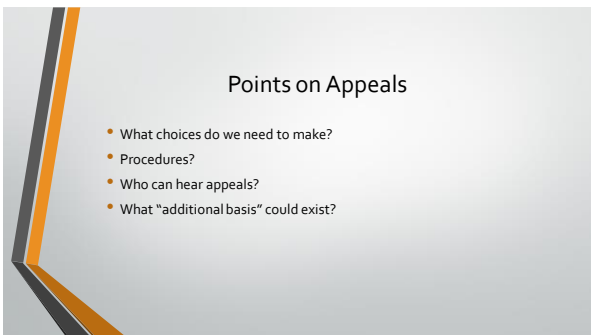 Points on Appeals
• What choices do we need to make?
• Procedures?
• Who can hear appeals?
• What “additional basis” could exist?